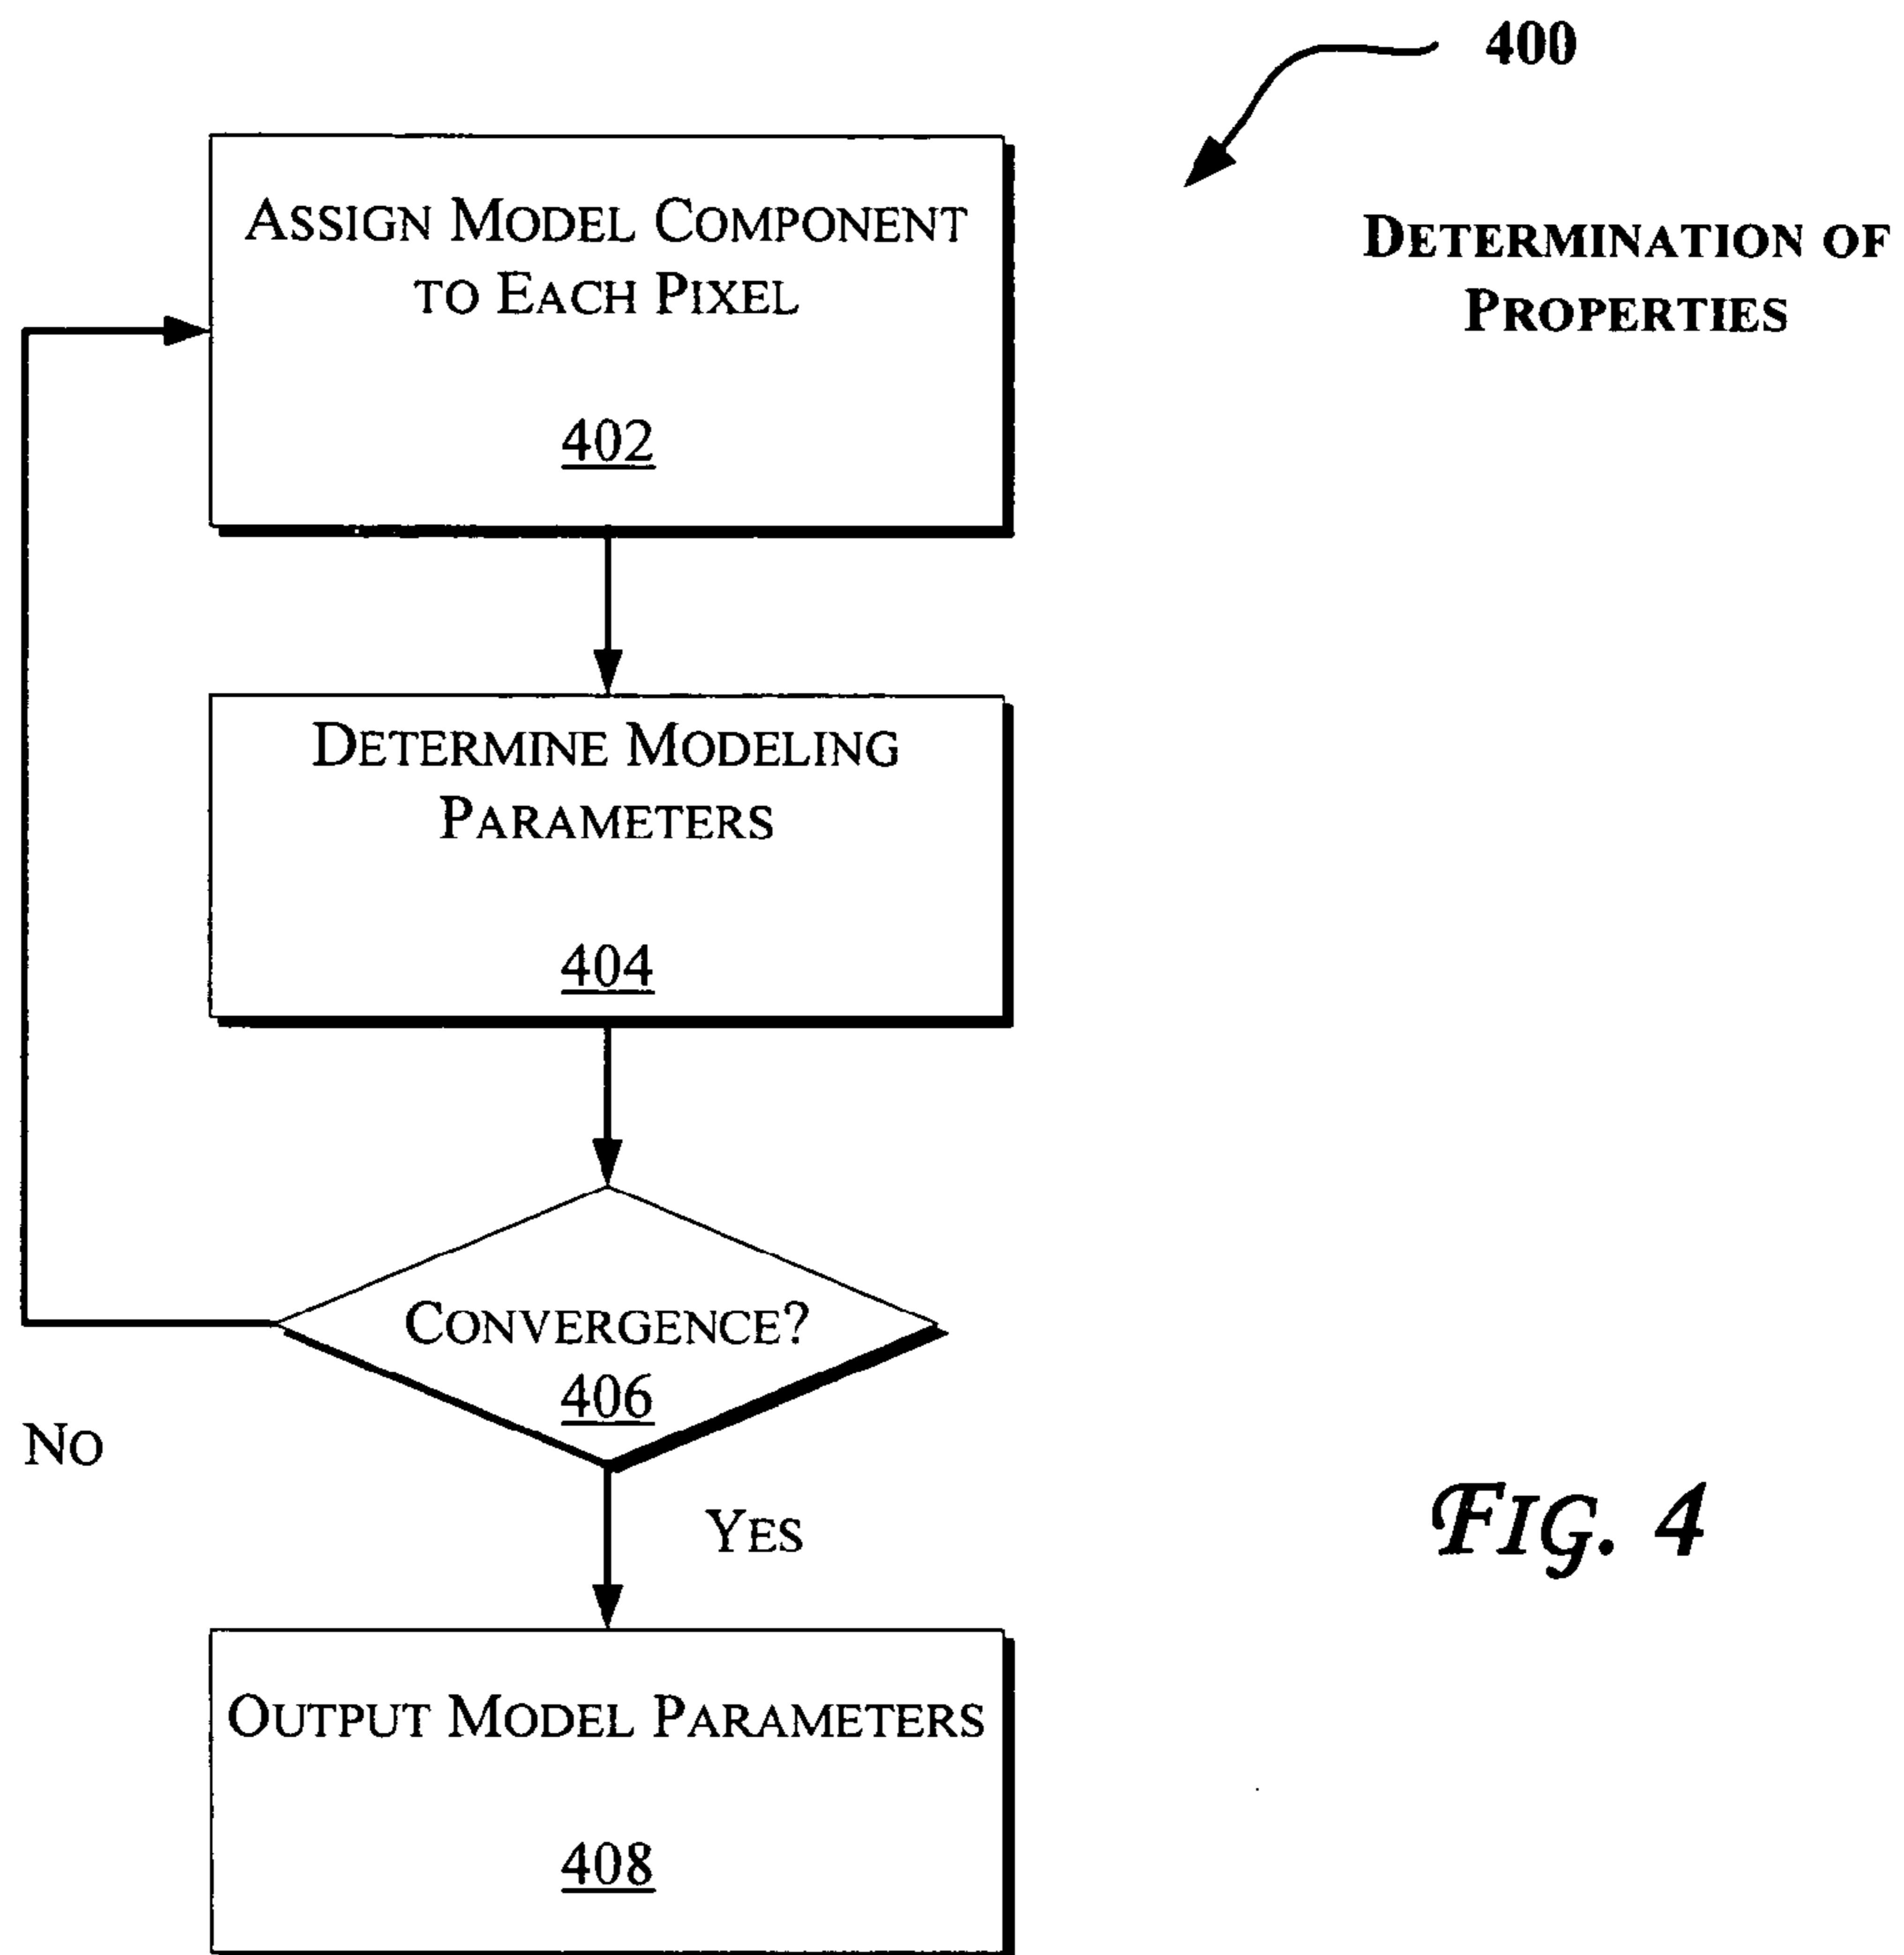 400
DETERMINATION OF
PROPERTIES
ASSIGN MODEL COMPONENT
TO EACH PIXEL
402
DETERMINE MODELING
PARAMETERS
404
CONVERGENCE?
406
NO
YES
OUTPUT MODEL PARAMETERS
408
FIG. 4